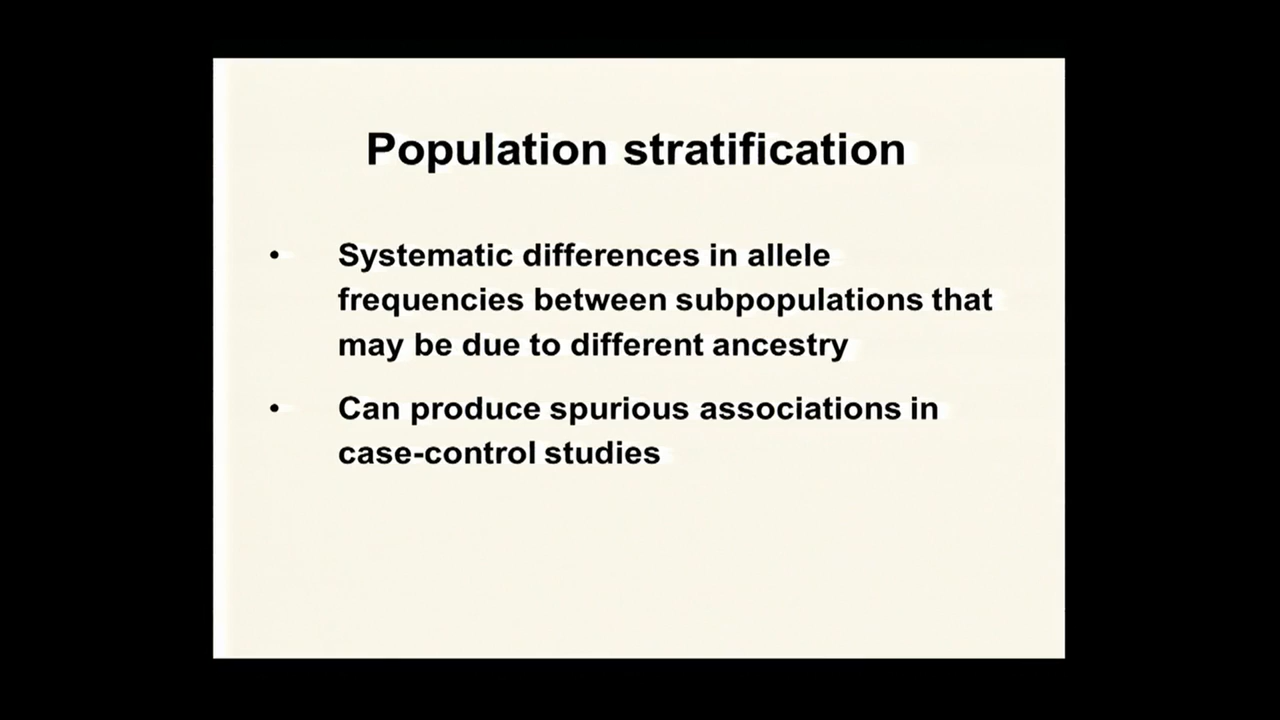 Population stratification
• Systematic differences in allele
frequencies between subpopulations that
may be due to different ancestry
• Can produce spurious associations in
case-control studies